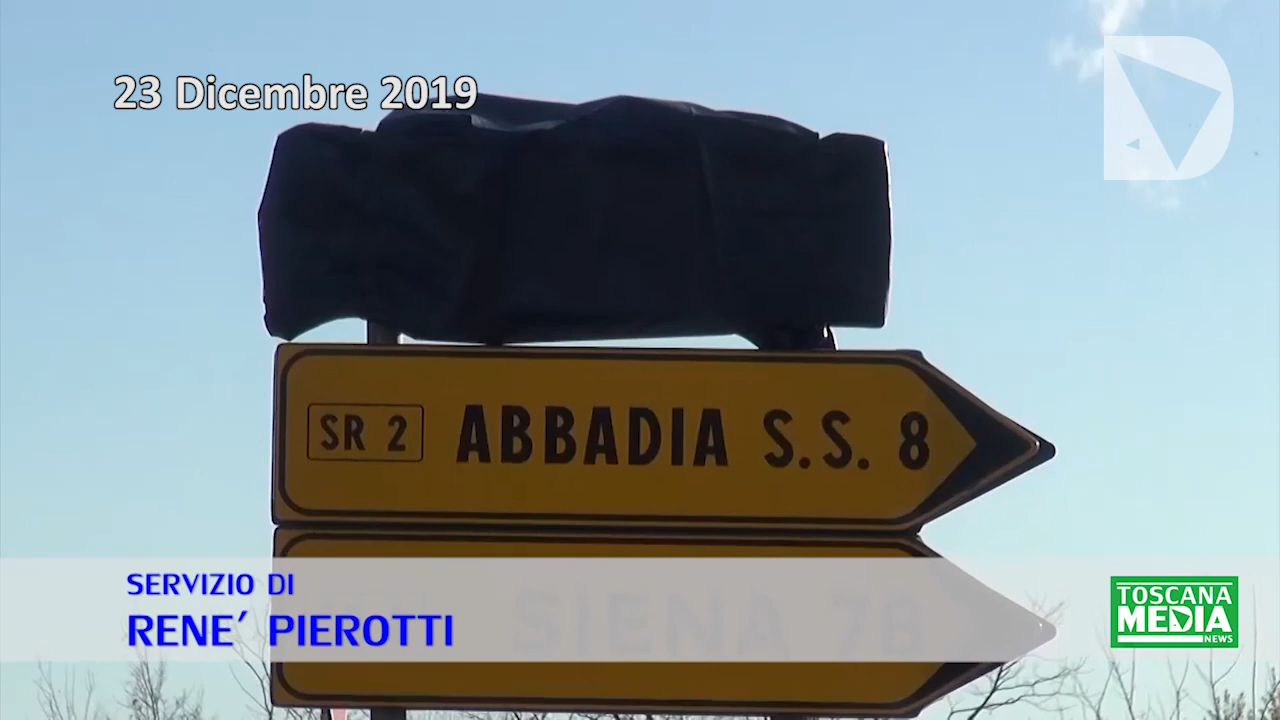 23 Dicembre 2019
SR 2 ABBADIA S.S. 8
SERVIZIO DI
RENE´ PIEROTTI
SIENA 78
TOSCANA
MEDIA
NEWS